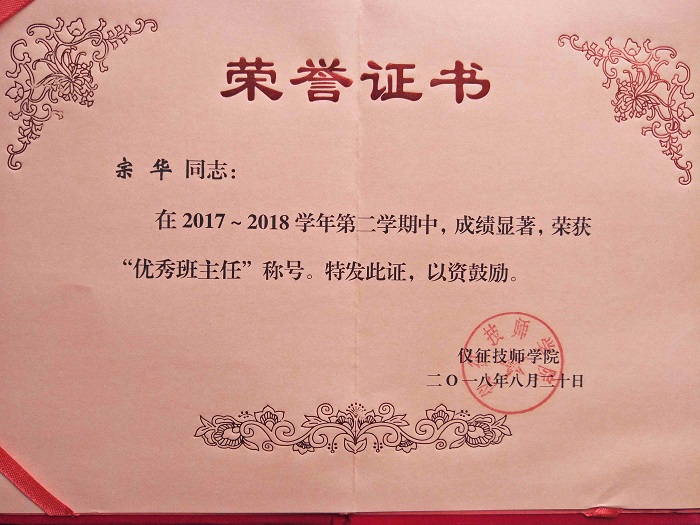 荣誉证书
宗华 同志：
在2017～2018学年第二学期中，成绩显著，荣获
“优秀班主任”称号。特发此证，以资鼓励。
仪征技师学院
二〇一八年八月三十日